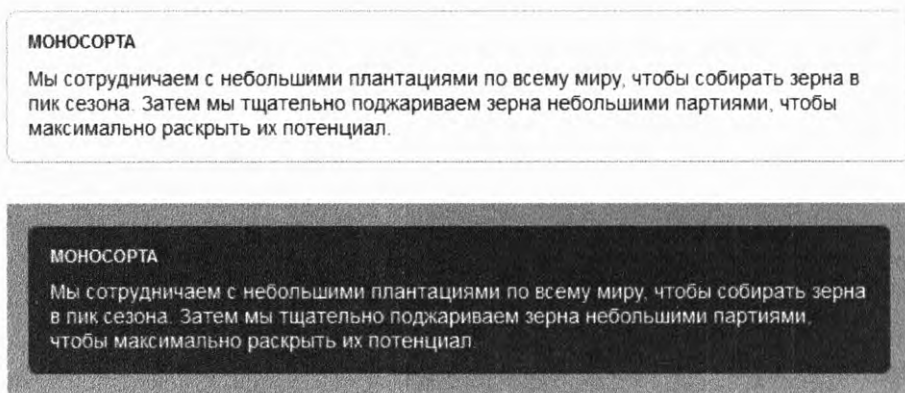 МОНОСОРТА
Мы сотрудничаем с небольшими плантациями по всему миру, чтобы собирать зерна в
пик сезона. Затем мы тщательно поджариваем зерна небольшими партиями, чтобы
максимально раскрыть их потенциал.
МОНОСОРТА
Мы сотрудничаем с небольшими плантациями по всему миру, чтобы собирать зерна
в пик сезона. Затем мы тщательно поджариваем зерна небольшими партиями,
чтобы максимально раскрыть их потенциал.